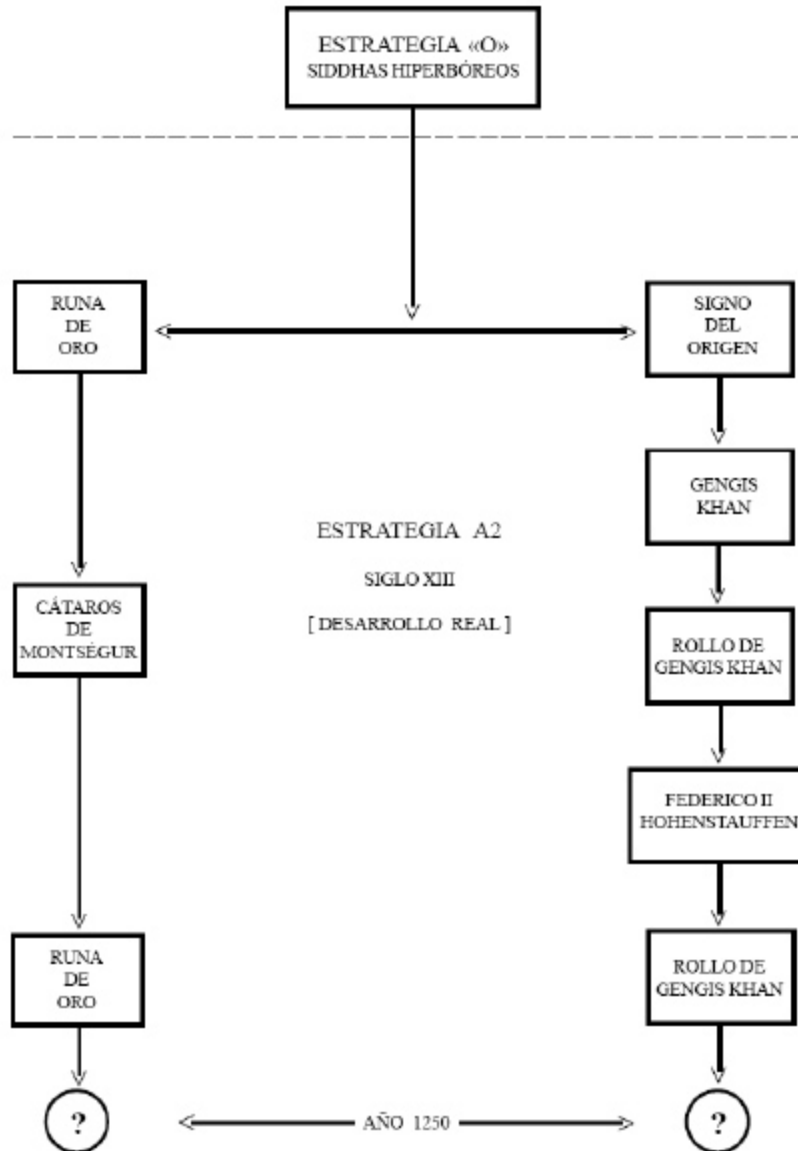 ESTRATEGIA «O»
SIDDHAS HIPERBÓREOS
RUNA
DE
ORO
SIGNO
DEL
ORIGEN
GENGIS
KHAN
ESTRATEGIA A2
SIGLO XIII
[ DESARROLLO REAL ]
CÁTAROS
DE
MONTSÉGUR
ROLLO DE
GENGIS KHAN
FEDERICO II
HOHENSTAUFFEN
RUNA
DE
ORO
ROLLO DE
GENGIS KHAN
?
AÑO 1250
?